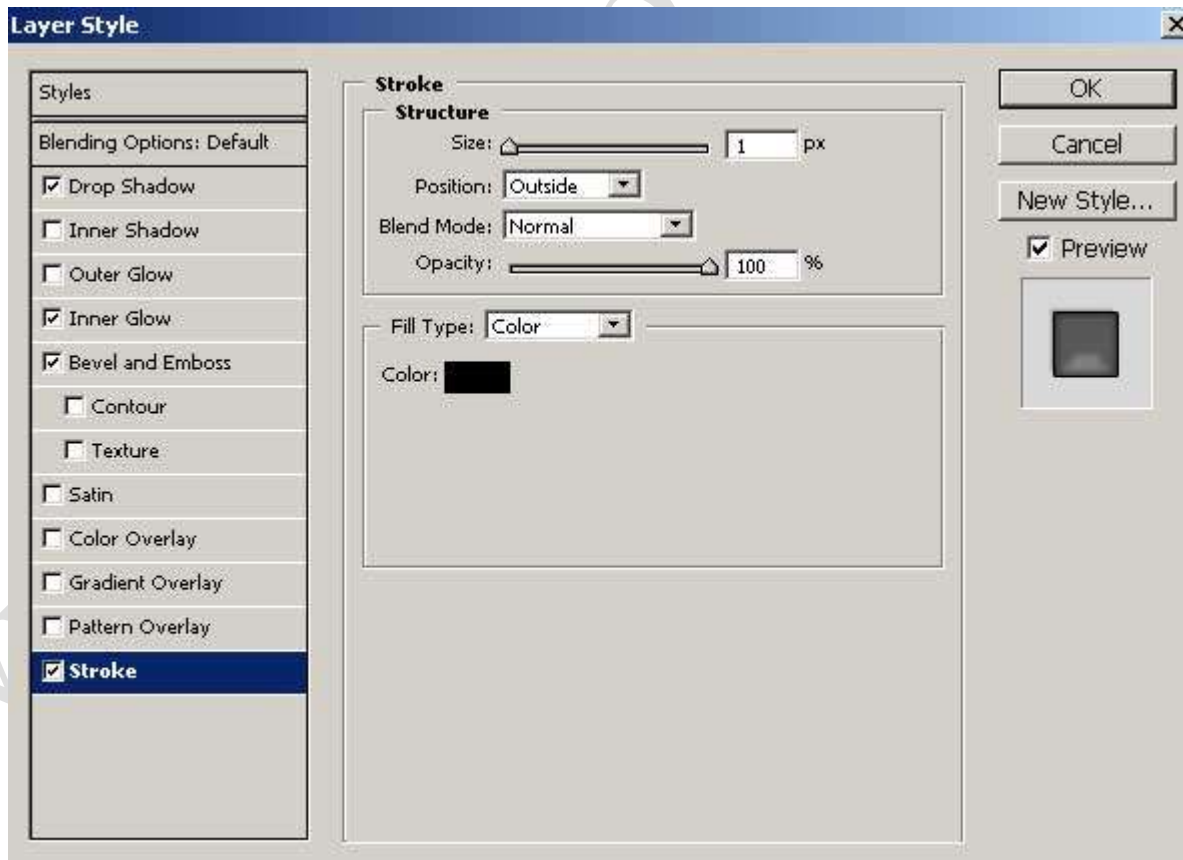 Layer Style
Styles
Blending Options: Default
Drop Shadow
Inner Shadow
Outer Glow
Inner Glow
Bevel and Emboss
Contour
Texture
Satin
Color Overlay
Gradient Overlay
Pattern Overlay
Stroke
Stroke
Structure
Size: 1 px
Position: Outside
Blend Mode: Normal
Opacity: 100 %
Fill Type: Color
Color:
OK
Cancel
New Style...
Preview